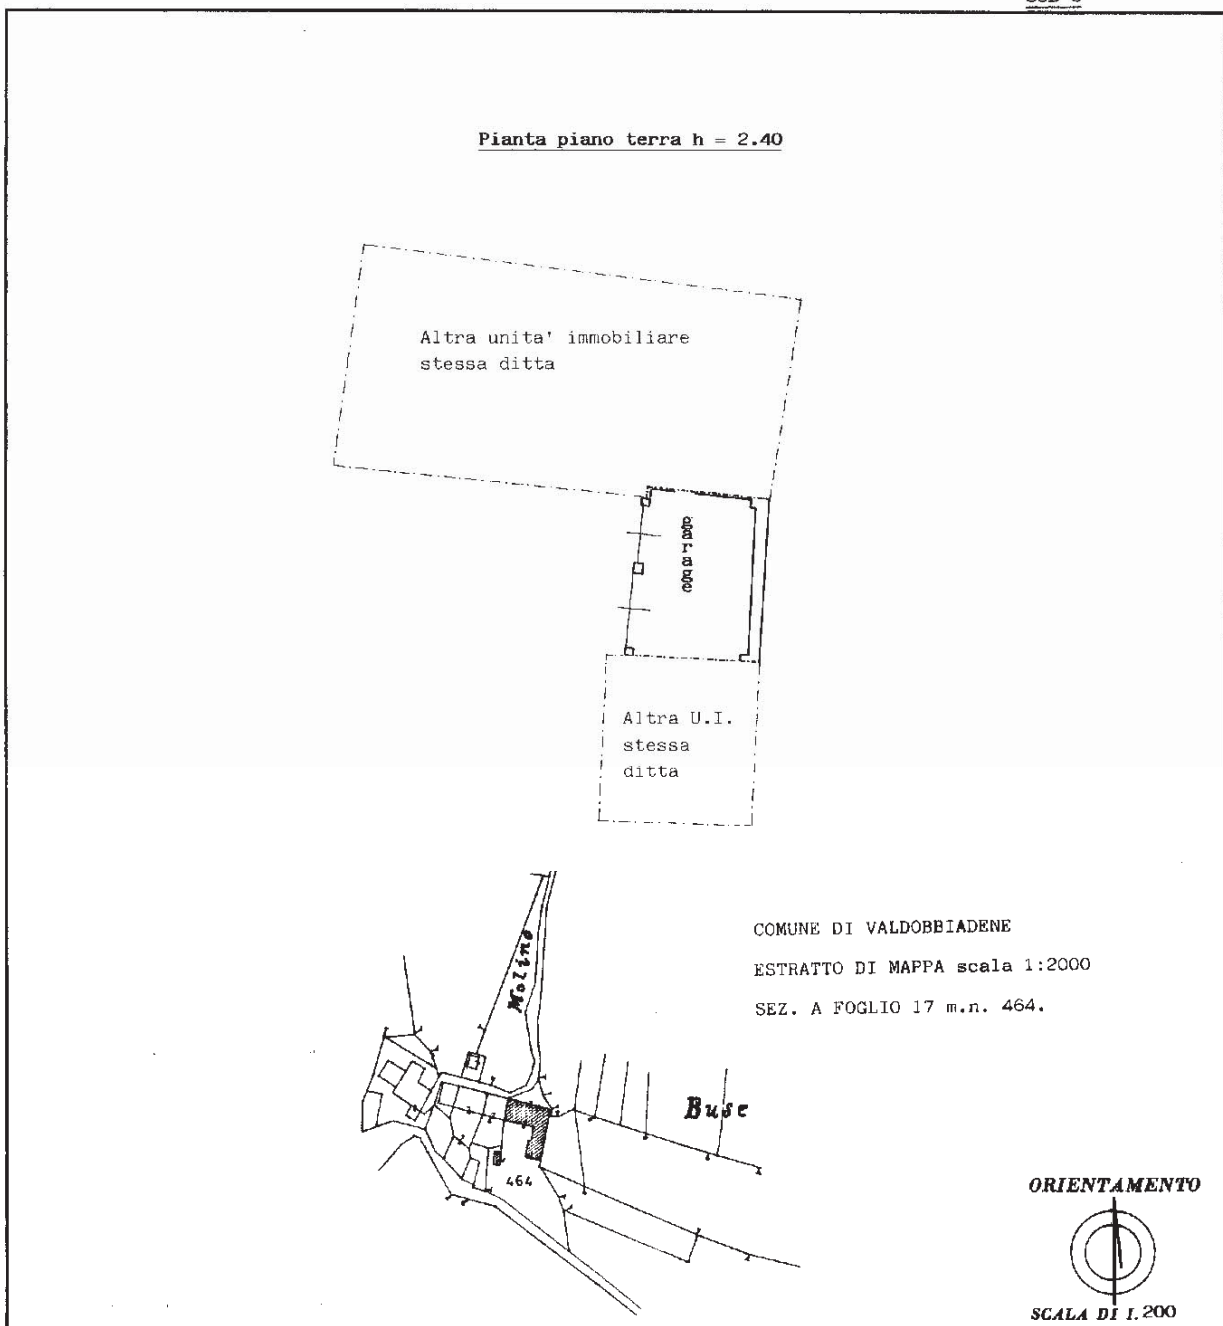 Pianta piano terra h = 2.40
Altra unita' immobiliare
stessa ditta
garage
Altra U.I.
stessa
ditta
Molino
COMUNE DI VALDOBBIADENE
ESTRATTO DI MAPPA scala 1:2000
SEZ. A FOGLIO 17 m.n. 464.
Buse
464
ORIENTAMENTO
SCALA DI 1.200